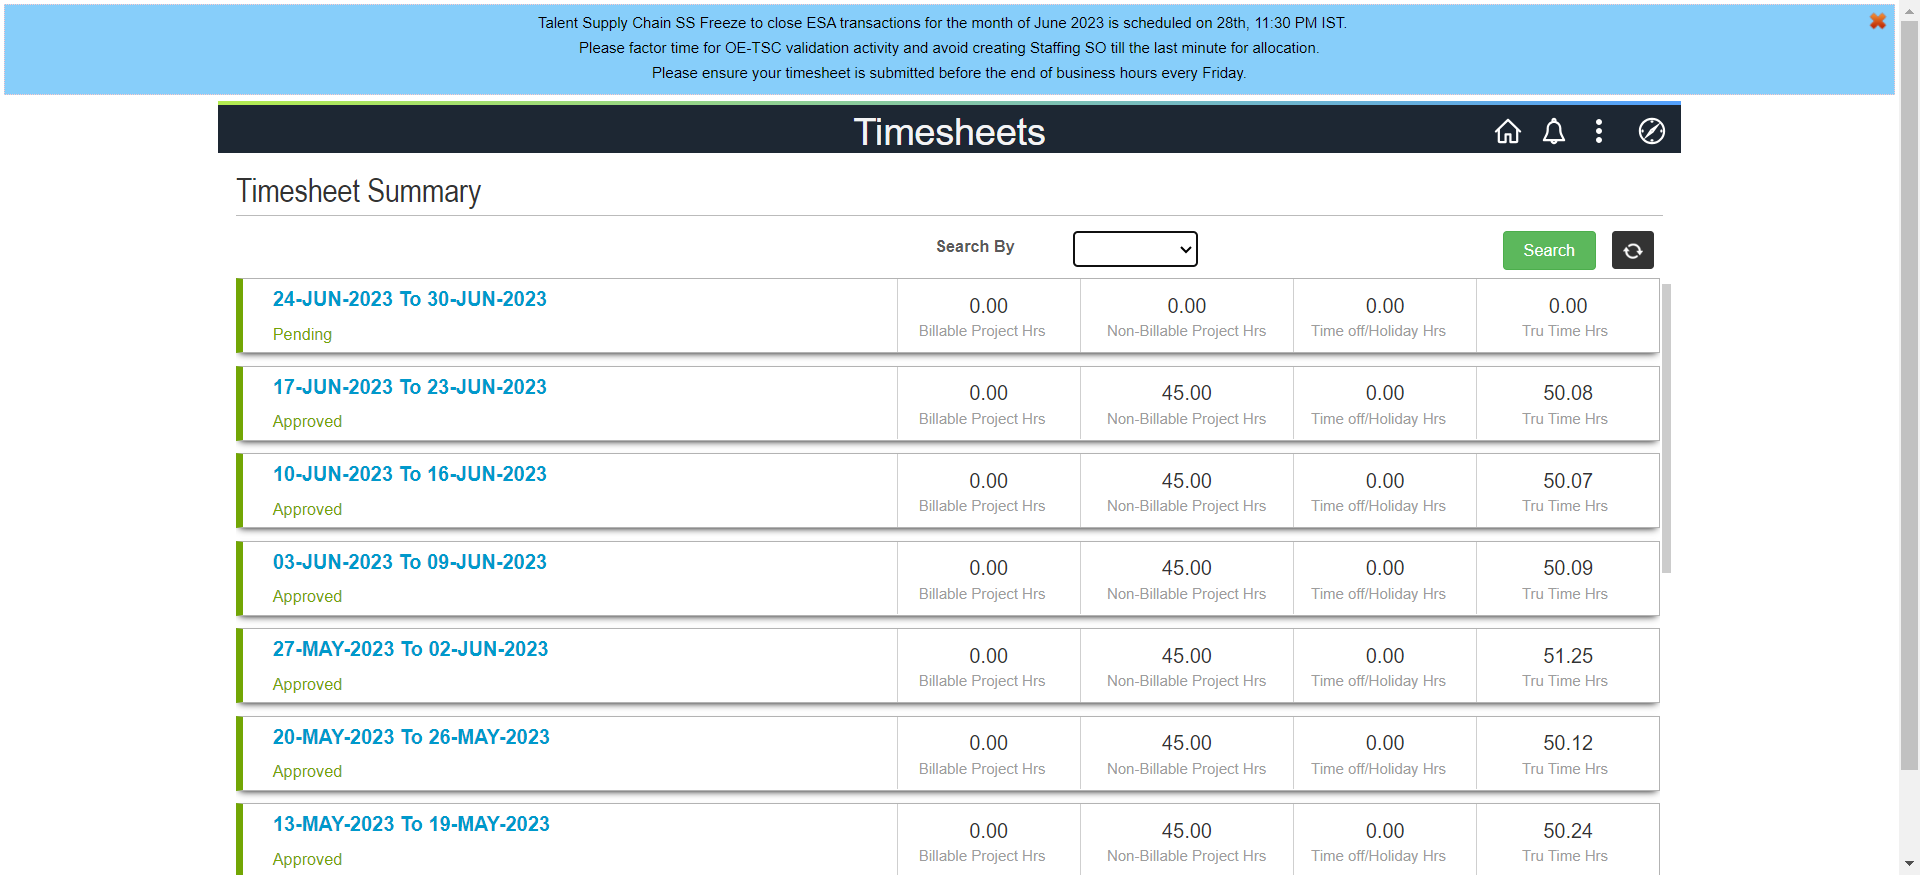 Talent Supply Chain SS Freeze to close ESA transactions for the month of June 2023 is scheduled on 28th, 11:30 PM IST.
Please factor time for OE-TSC validation activity and avoid creating Staffing SO till the last minute for allocation.
Please ensure your timesheet is submitted before the end of business hours every Friday.
Timesheets
Timesheet Summary
Search By
Search
24-JUN-2023 To 30-JUN-2023
Pending
0.00 0.00 0.00 0.00
Billable Project Hrs Non-Billable Project Hrs Time off/Holiday Hrs Tru Time Hrs
17-JUN-2023 To 23-JUN-2023
Approved
0.00 45.00 0.00 50.08
Billable Project Hrs Non-Billable Project Hrs Time off/Holiday Hrs Tru Time Hrs
10-JUN-2023 To 16-JUN-2023
Approved
0.00 45.00 0.00 50.07
Billable Project Hrs Non-Billable Project Hrs Time off/Holiday Hrs Tru Time Hrs
03-JUN-2023 To 09-JUN-2023
Approved
0.00 45.00 0.00 50.09
Billable Project Hrs Non-Billable Project Hrs Time off/Holiday Hrs Tru Time Hrs
27-MAY-2023 To 02-JUN-2023
Approved
0.00 45.00 0.00 51.25
Billable Project Hrs Non-Billable Project Hrs Time off/Holiday Hrs Tru Time Hrs
20-MAY-2023 To 26-MAY-2023
Approved
0.00 45.00 0.00 50.12
Billable Project Hrs Non-Billable Project Hrs Time off/Holiday Hrs Tru Time Hrs
13-MAY-2023 To 19-MAY-2023
Approved
0.00 45.00 0.00 50.24
Billable Project Hrs Non-Billable Project Hrs Time off/Holiday Hrs Tru Time Hrs